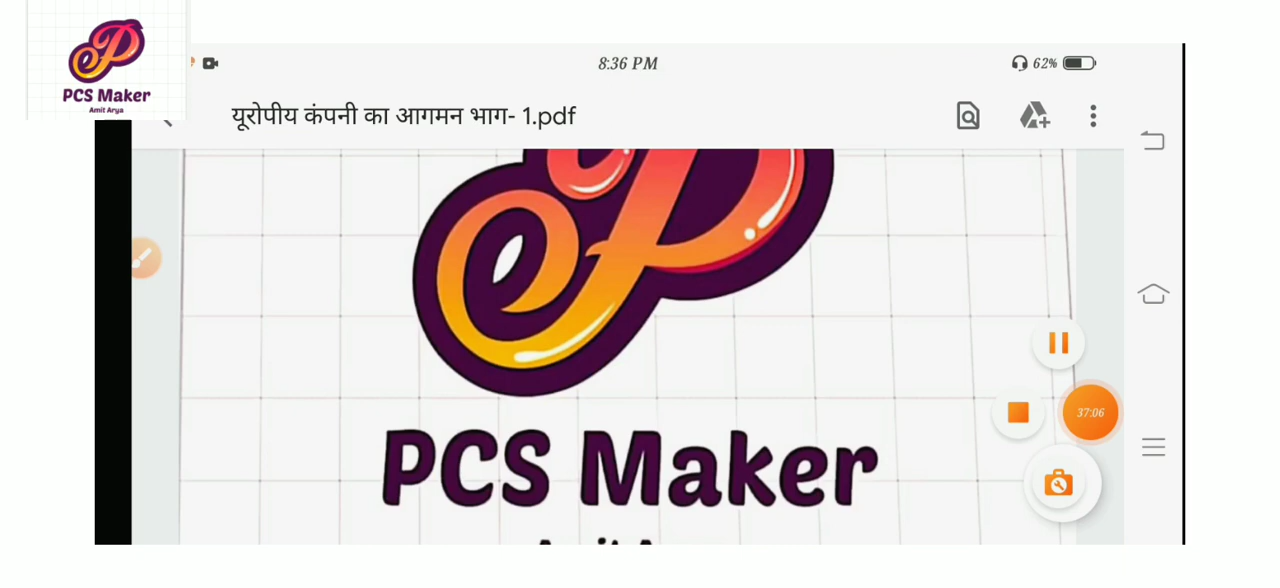 PCS Maker
Amit Arya
8:36 PM
62%
यूरोपीय कंपनी का आगमन भाग- 1.pdf
37:06
PCS Maker